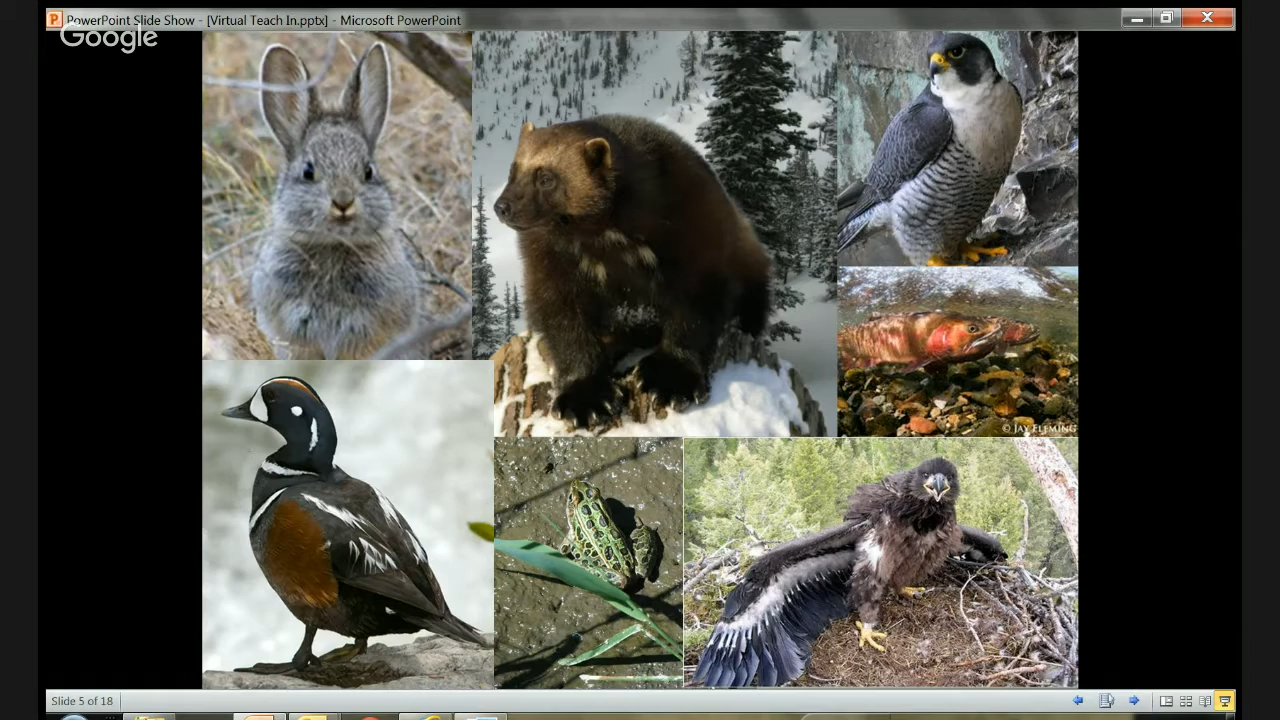 PowerPoint Slide Show - [Virtual Teach In.pptx] - Microsoft PowerPoint
Google
© Jay Fleming
Slide 5 of 18